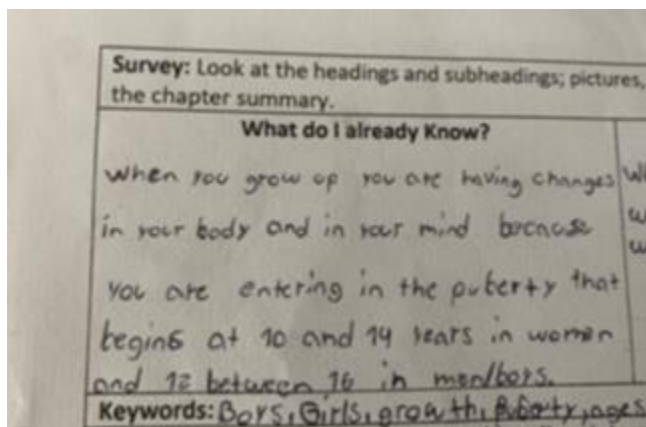 Survey: Look at the headings and subheadings; pictures,
the chapter summary.
What do I already Know?
When you grow up you are having changes
in your body and in your mind because
you are entering in the puberty that
begins at 10 and 14 years in women
and 12 between 16 in men/boys.
Keywords: Boys, Girls, growth, Puberty, ages